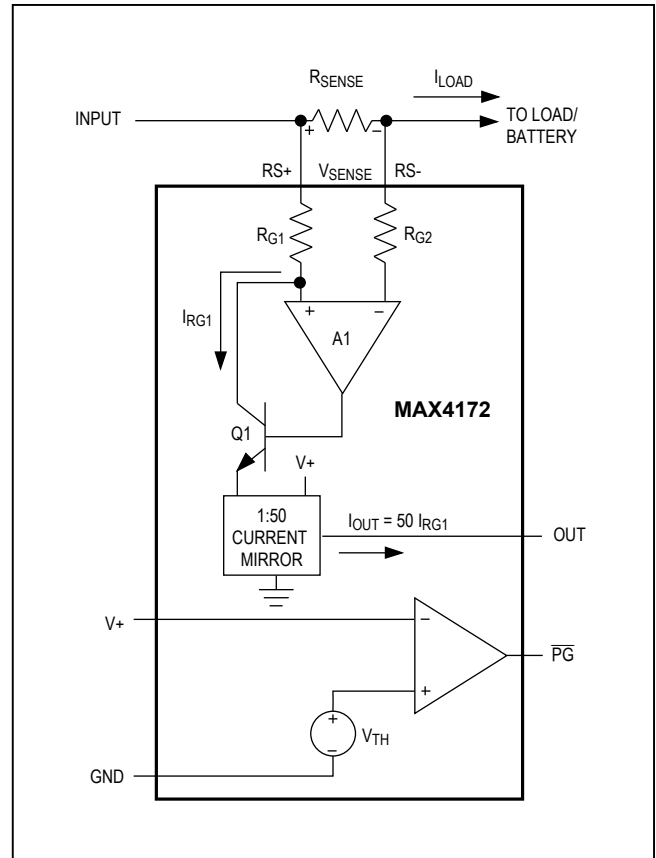 RSENSE
ILOAD
INPUT
+ −
TO LOAD/
BATTERY
RS+ VSENSE RS-
RG1
RG2
+ −
IRG1
A1
MAX4172
Q1
V+
1:50
CURRENT
MIRROR
IOUT = 50 IRG1
OUT
V+
−
PG
+
+
VTH
−
GND